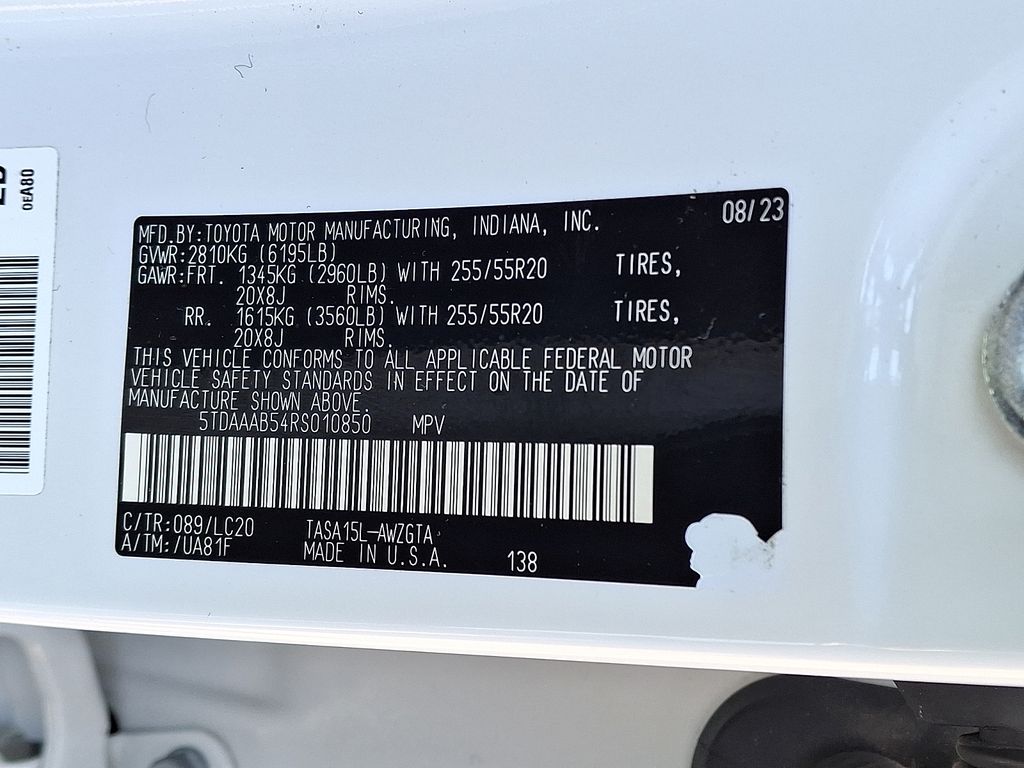 0EA80
08/23
MFD.BY:TOYOTA MOTOR MANUFACTURING, INDIANA, INC.
GVWR:2810KG (6195LB)
GAWR:FRT. 1345KG (2960LB) WITH 255/55R20 TIRES,
20X8J RIMS.
RR. 1615KG (3560LB) WITH 255/55R20 TIRES,
20X8J RIMS.
THIS VEHICLE CONFORMS TO ALL APPLICABLE FEDERAL MOTOR
VEHICLE SAFETY STANDARDS IN EFFECT ON THE DATE OF
MANUFACTURE SHOWN ABOVE.
5TDAAAB54RS010850 MPV
C/TR:089/LC20 TASA15L-AWZGTA
A/TM:/UA81F MADE IN U.S.A. 138